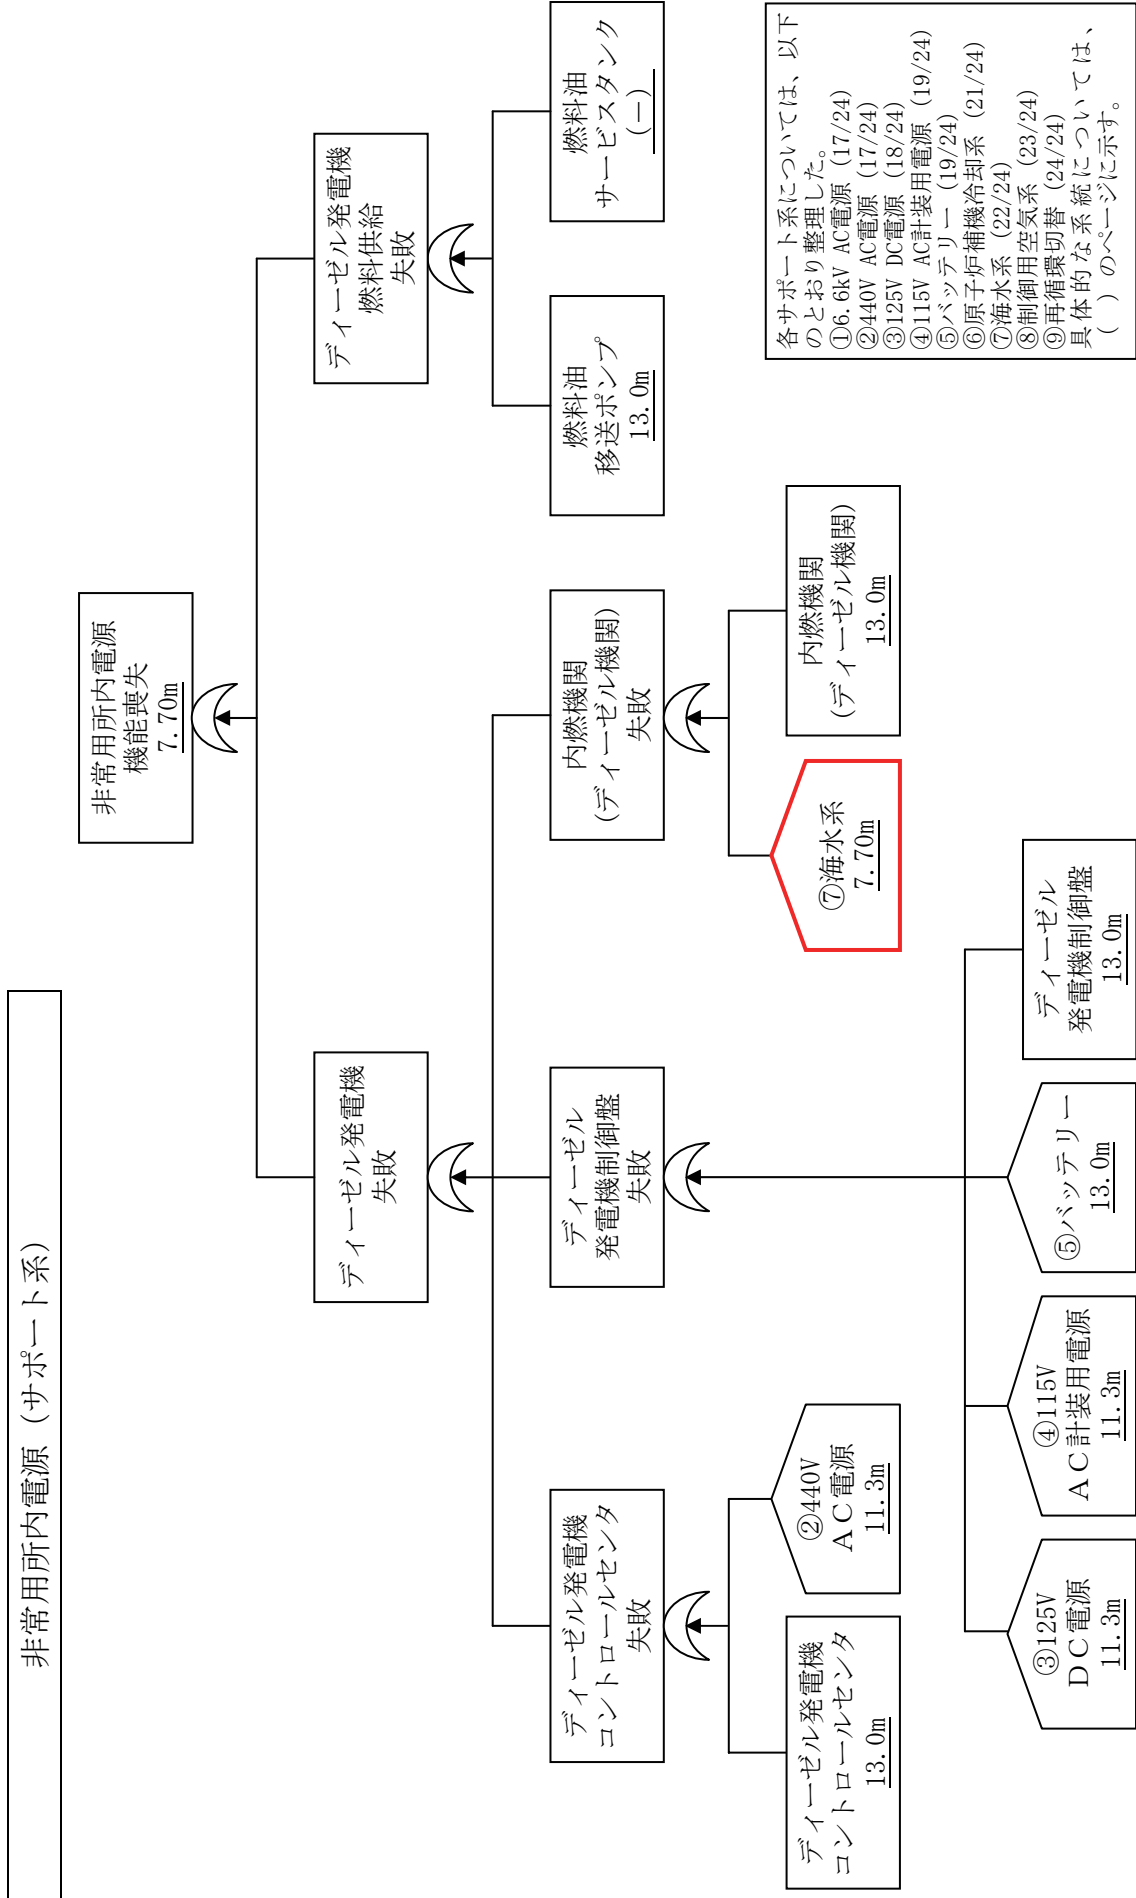 非常用所内電源（サポート系）
非常用所内電源
機能喪失
7.70m
ディーゼル発電機
失敗
ディーゼル発電機
燃料供給
失敗
ディーゼル発電機
コントロールセンタ
失敗
ディーゼル
発電機制御盤
失敗
内燃機関
(ディーゼル機関)
失敗
燃料油
移送ポンプ
13.0m
燃料油
サービスタンク
(－)
ディーゼル発電機
コントロールセンタ
13.0m
②440V
ＡＣ電源
11.3m
⑦海水系
7.70m
内燃機関
(ディーゼル機関)
13.0m
③125V
ＤＣ電源
11.3m
④115V
ＡＣ計装用電源
11.3m
⑤バッテリー
13.0m
ディーゼル
発電機制御盤
13.0m
各サポート系については、以下
のとおり整理した。
①6.6kV AC電源（17/24）
②440V AC電源（17/24）
③125V DC電源（18/24）
④115V AC計装用電源（19/24）
⑤バッテリー（19/24）
⑥原子炉補機冷却系（21/24）
⑦海水系（22/24）
⑧制御用空気系（23/24）
⑨再循環切替（24/24）
具体的な系統については、
（　）のページに示す。